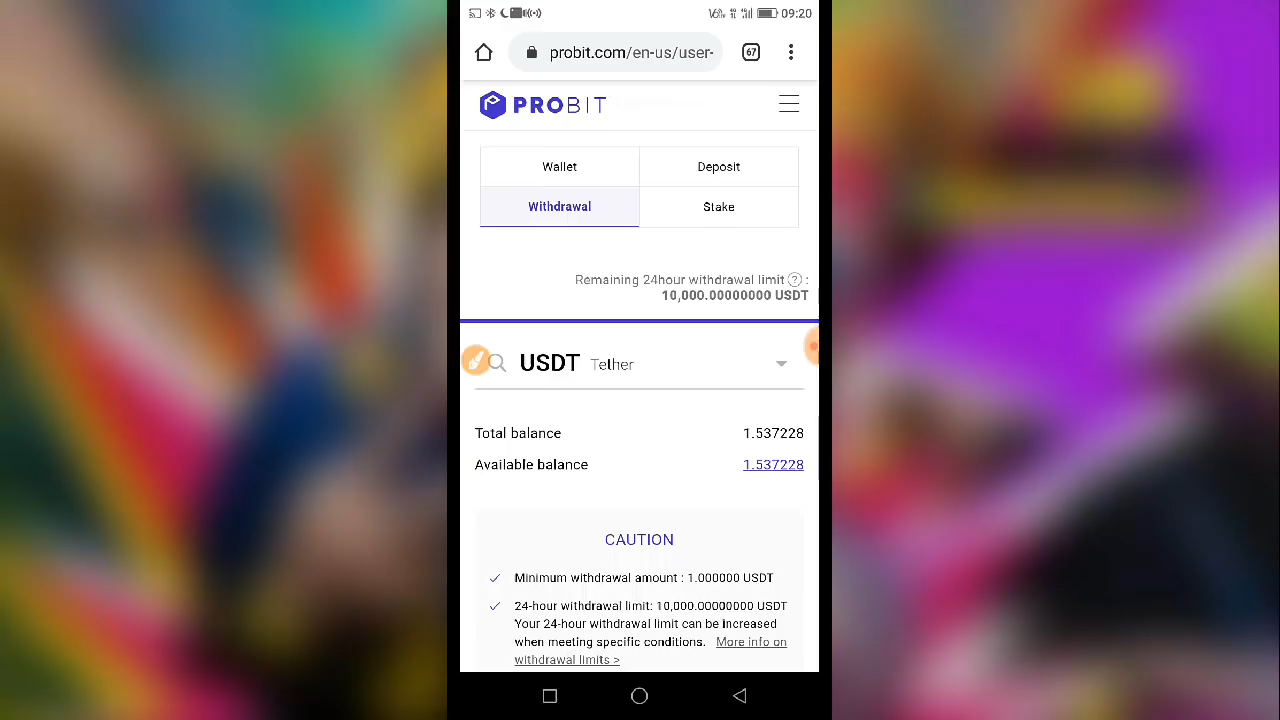 09:20
probit.com/en-us/user-
67
PROBIT
Wallet
Deposit
Withdrawal
Stake
Remaining 24hour withdrawal limit ? :
10,000.00000000 USDT
USDT Tether
Total balance
1.537228
Available balance
1.537228
CAUTION
Minimum withdrawal amount : 1.000000 USDT
24-hour withdrawal limit: 10,000.00000000 USDT
Your 24-hour withdrawal limit can be increased
when meeting specific conditions. More info on
withdrawal limits >